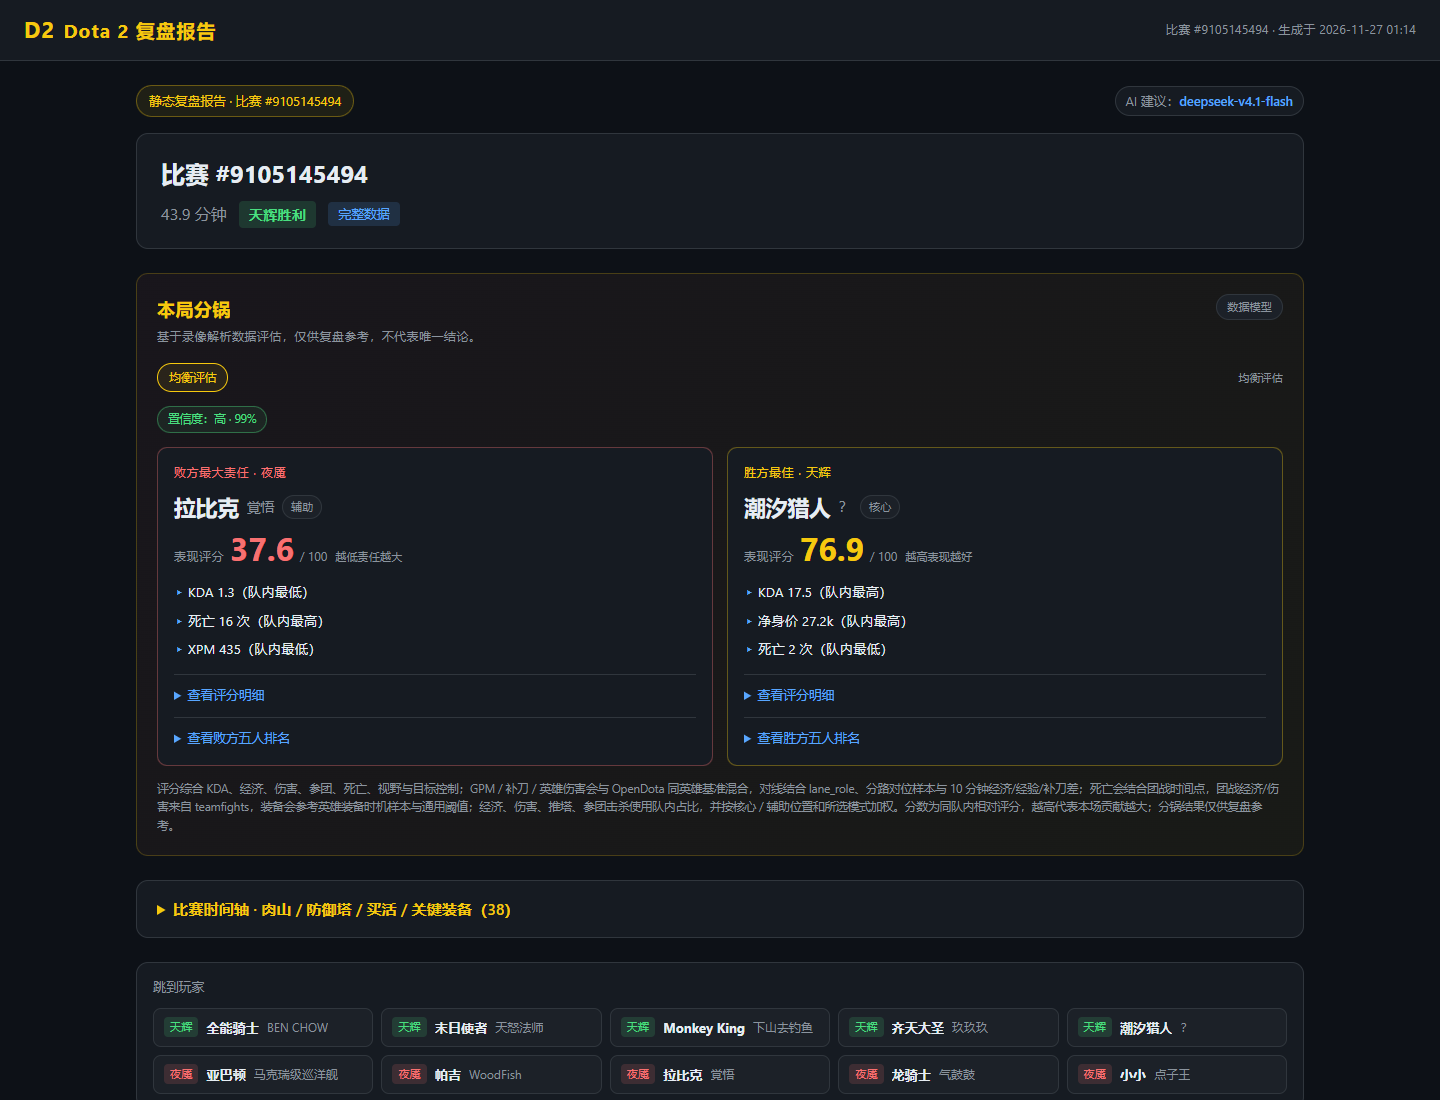 D2 Dota 2 复盘报告
比赛 #9105145494 · 生成于 2026-11-27 01:14
静态复盘报告 · 比赛 #9105145494
AI 建议：deepseek-v4.1-flash
比赛 #9105145494
43.9 分钟 天辉胜利 完整数据
本局分锅
数据模型
基于录像解析数据评估，仅供复盘参考，不代表唯一结论。
均衡评估
均衡评估
置信度：高 · 99%
败方最大责任 · 夜魇
拉比克 覚悟 辅助
表现评分 37.6 / 100 越低责任越大
▸ KDA 1.3（队内最低）
▸ 死亡 16 次（队内最高）
▸ XPM 435（队内最低）
▶ 查看评分明细
▶ 查看败方五人排名
胜方最佳 · 天辉
潮汐猎人 ? 核心
表现评分 76.9 / 100 越高表现越好
▸ KDA 17.5（队内最高）
▸ 净身价 27.2k（队内最高）
▸ 死亡 2 次（队内最低）
▶ 查看评分明细
▶ 查看胜方五人排名
评分综合 KDA、经济、伤害、参团、死亡、视野与目标控制；GPM / 补刀 / 英雄伤害会与 OpenDota 同英雄基准混合，对线结合 lane_role、分路对位样本与 10 分钟经济/经验/补刀差；死亡会结合团战时间点，团战经济/伤
害来自 teamfights，装备会参考英雄装备时机样本与通用阈值；经济、伤害、推塔、参团击杀使用队内占比，并按核心 / 辅助位置和所选模式加权。分数为同队内相对评分，越高代表本场贡献越大；分锅结果仅供复盘参
考。
▶ 比赛时间轴 · 肉山 / 防御塔 / 买活 / 关键装备（38）
跳到玩家
天辉 全能骑士 BEN CHOW
天辉 末日使者 天怒法师
天辉 Monkey King 下山去钓鱼
天辉 齐天大圣 玖玖玖
天辉 潮汐猎人 ?
夜魇 亚巴顿 马克瑞级巡洋舰
夜魇 帕吉 WoodFish
夜魇 拉比克 覚悟
夜魇 龙骑士 气鼓鼓
夜魇 小小 点子王